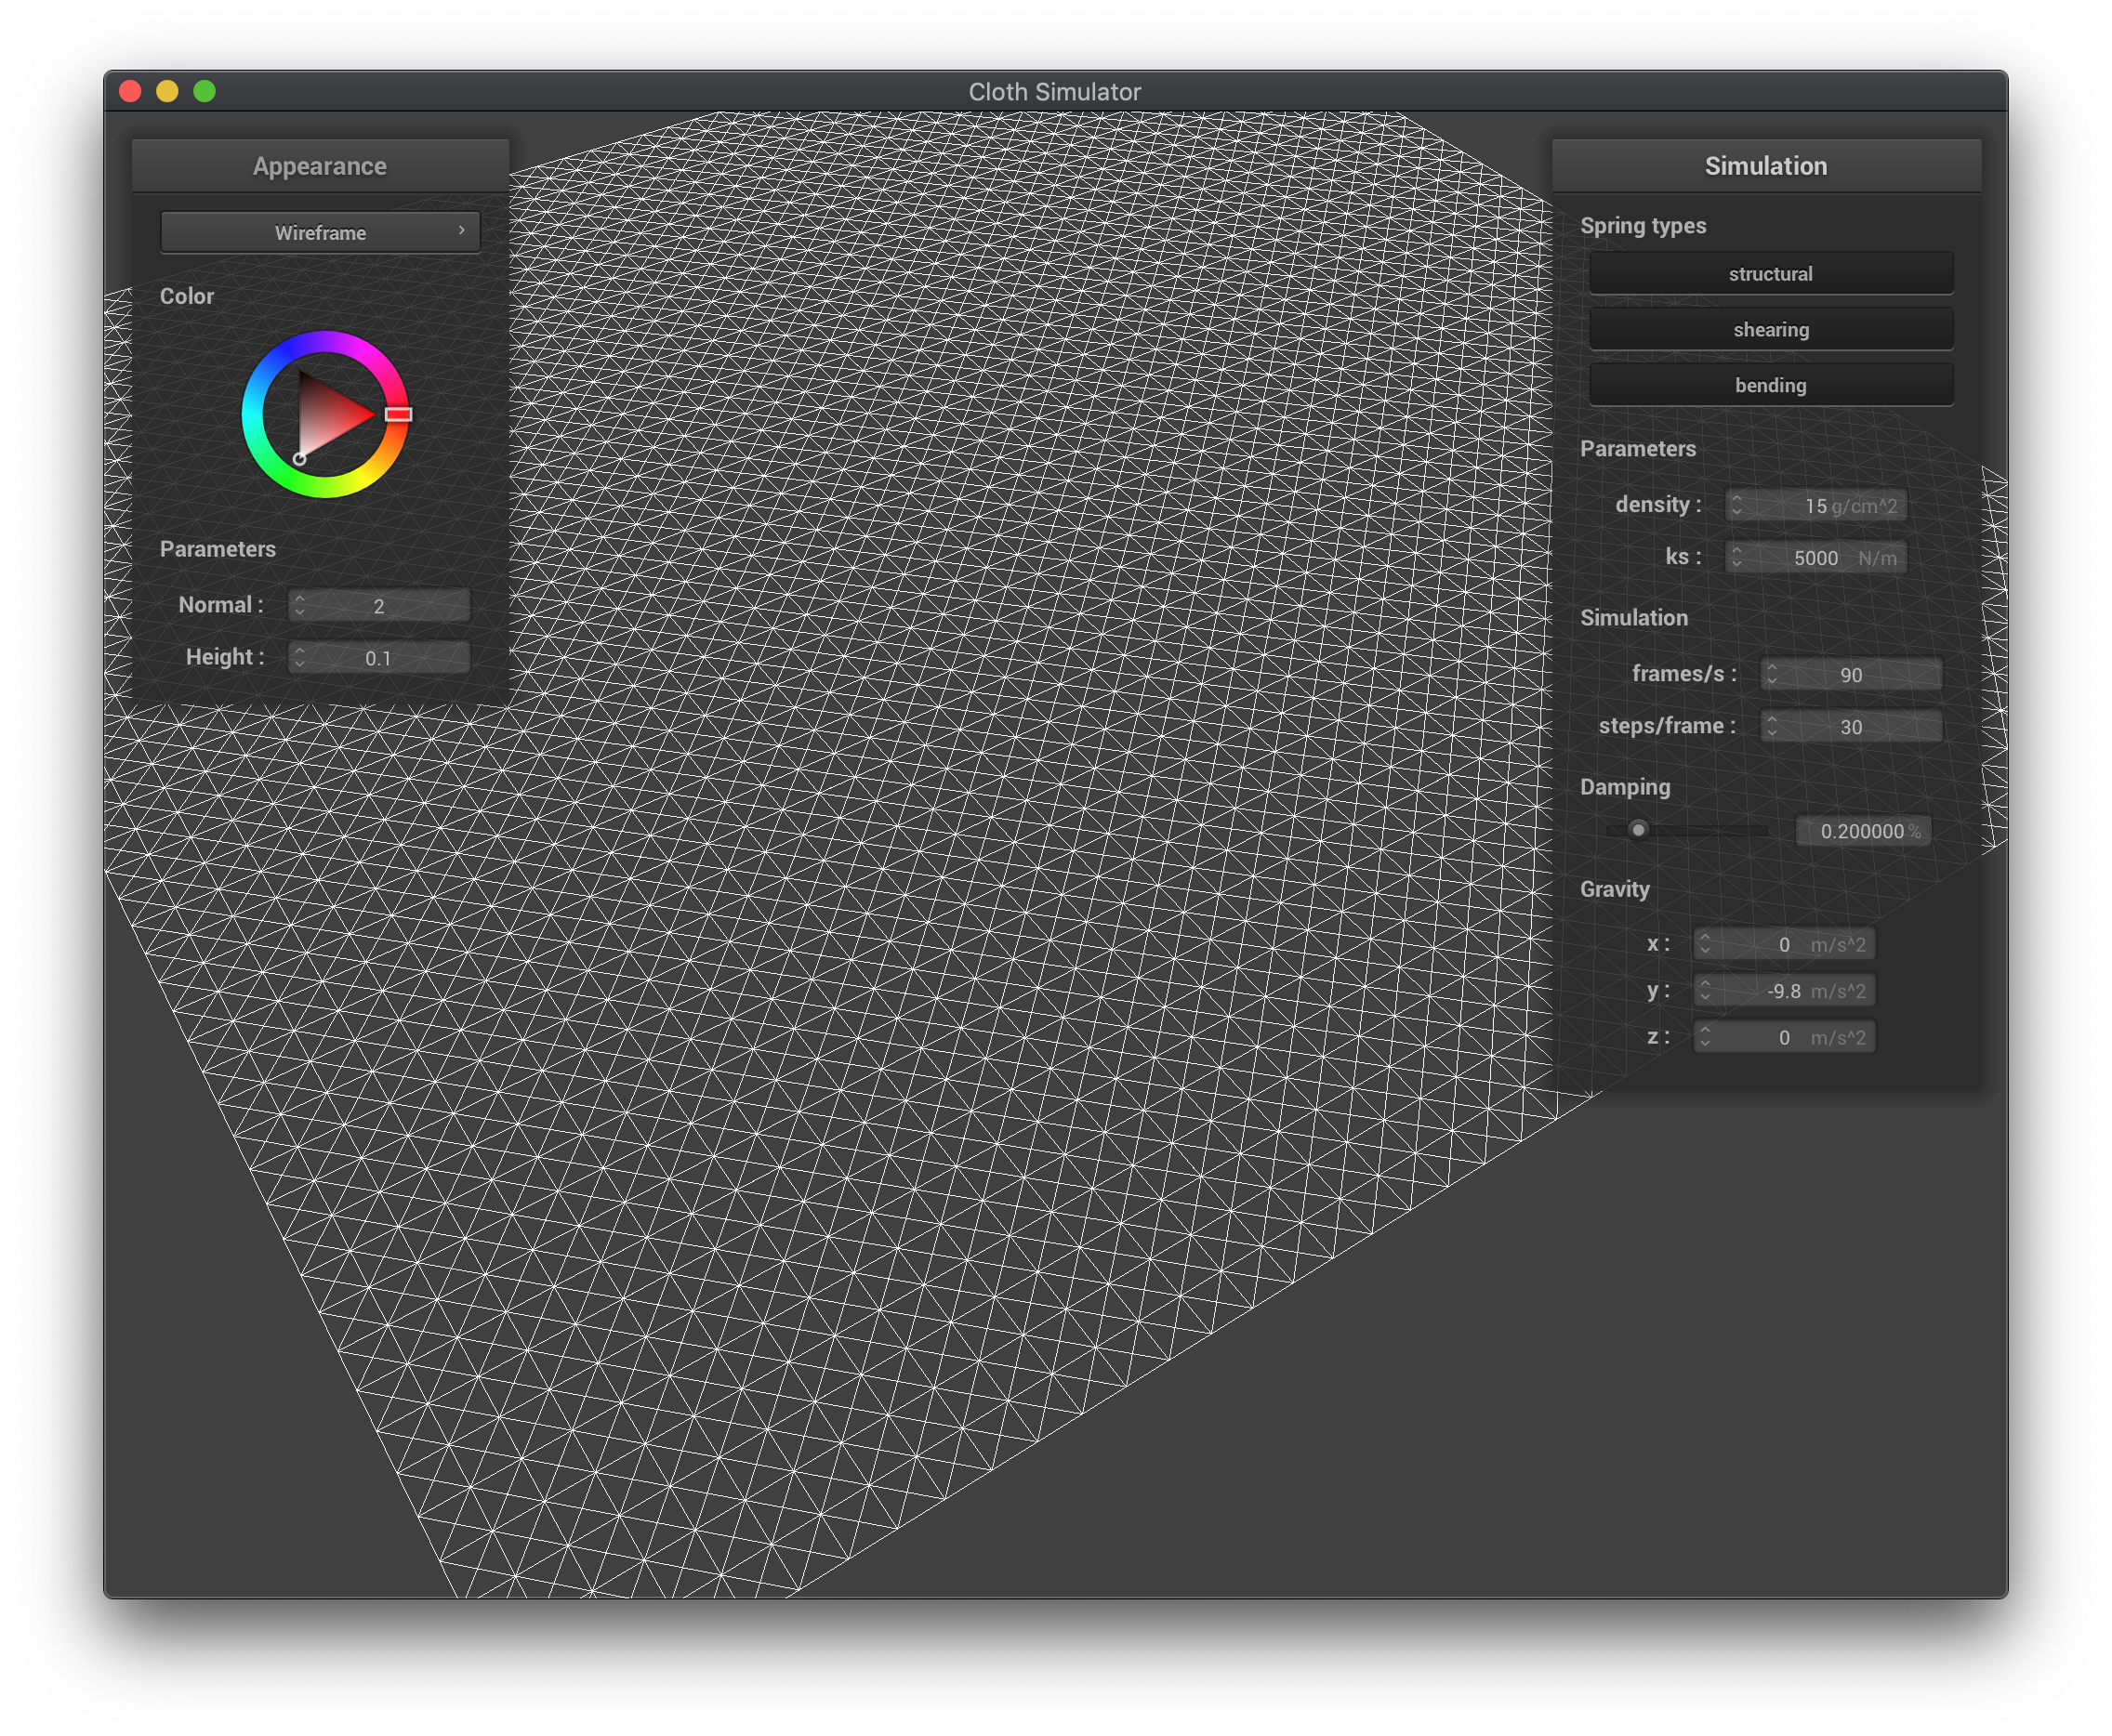 Cloth Simulator
Appearance
Wireframe
Color
Parameters
Normal : 2
Height : 0.1
Simulation
Spring types
structural
shearing
bending
Parameters
density : 15 g/cm^2
ks : 5000 N/m
Simulation
frames/s : 90
steps/frame : 30
Damping
0.200000 %
Gravity
x : 0 m/s^2
y : -9.8 m/s^2
z : 0 m/s^2